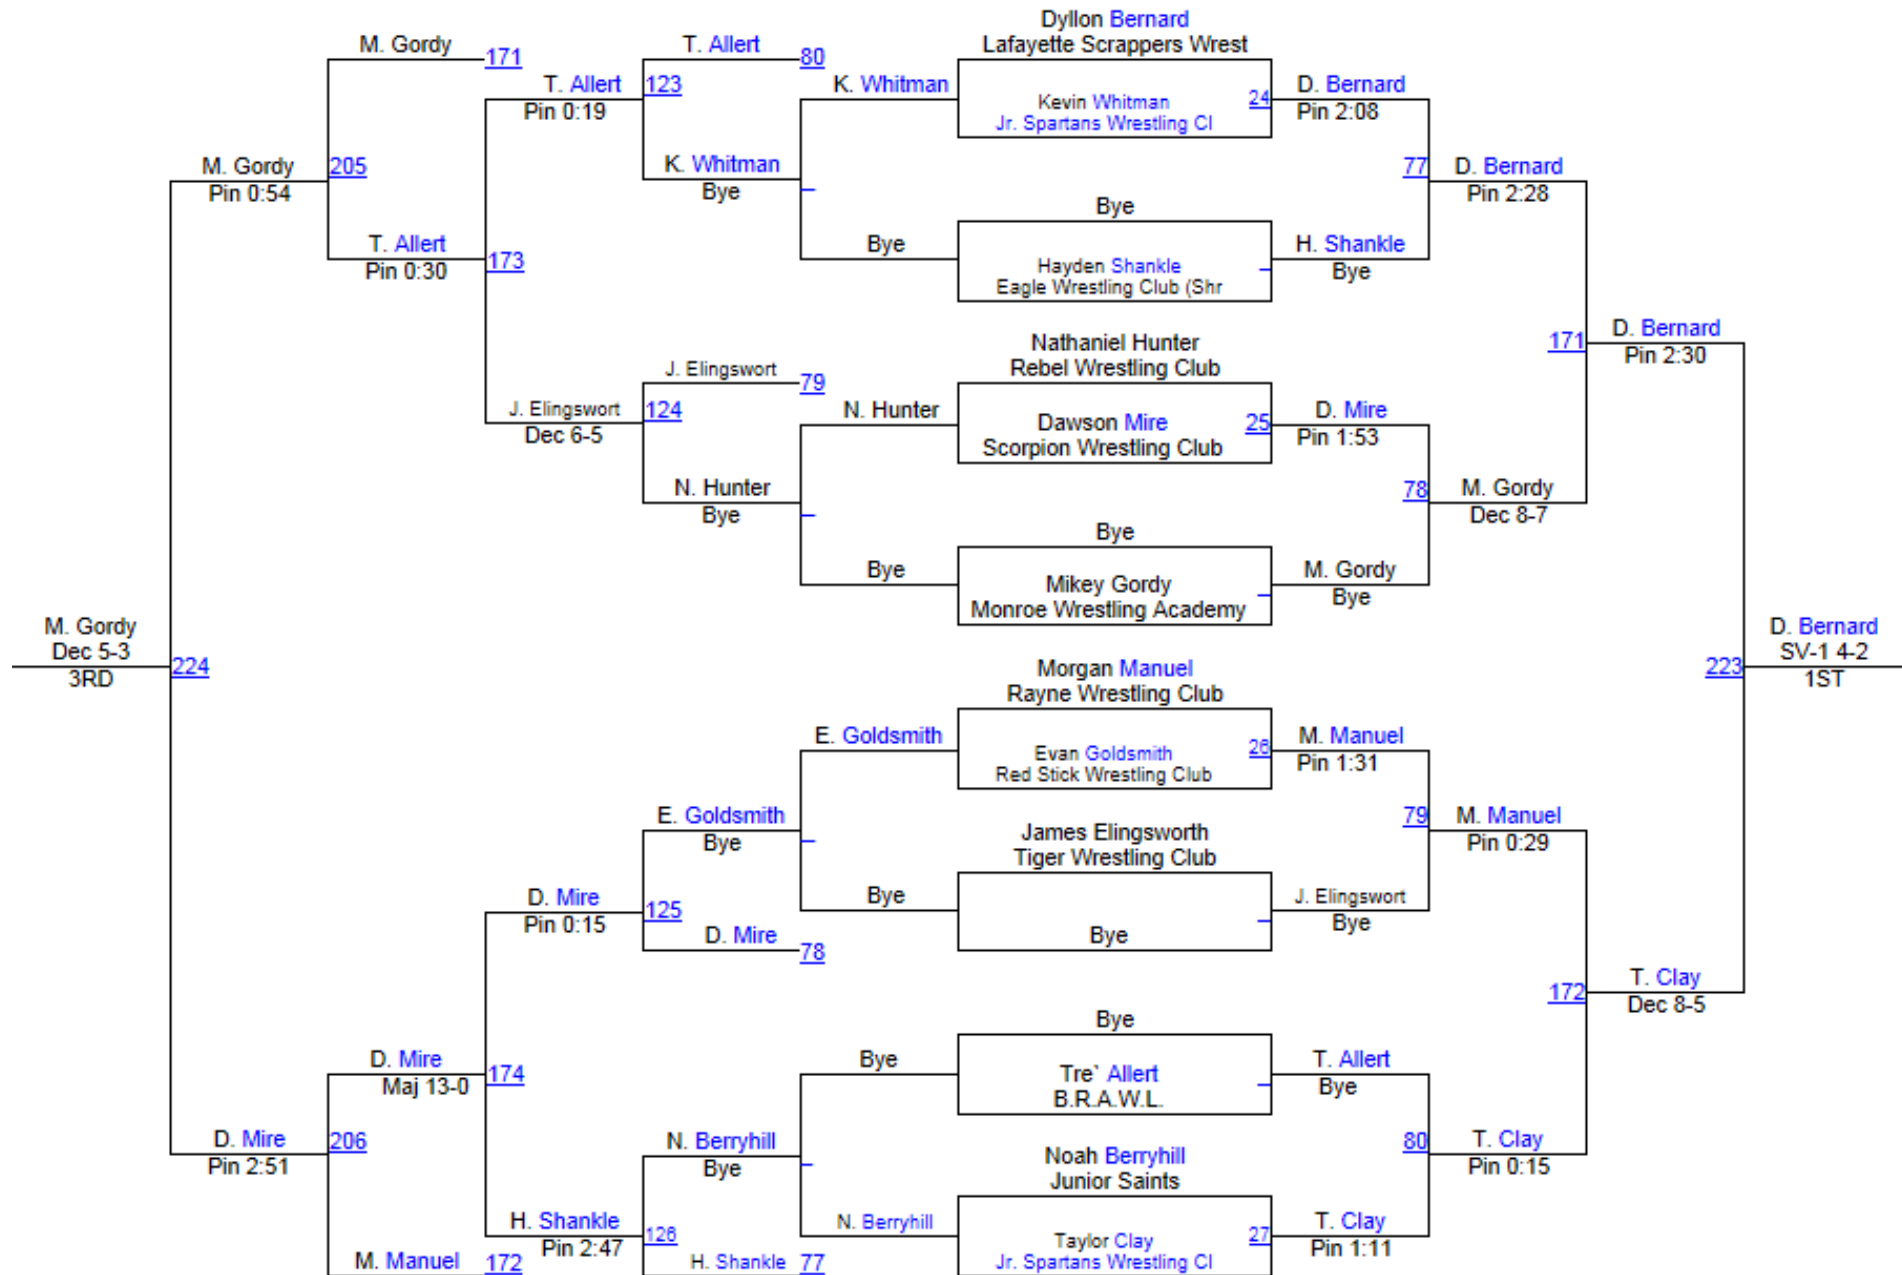 Dyllon Bernard
M. Gordy
T. Allert
Lafayette Scrappers Wrest
171
80
T. Allert
123
K. Whitman
24
D. Bernard
Pin 0:19
Kevin Whitman
Pin 2:08
Jr. Spartans Wrestling Cl
M. Gordy
205
K. Whitman
77
D. Bernard
Pin 0:54
Bye
Pin 2:28
Bye
T. Allert
Bye
H. Shankle
Pin 0:30
173
Hayden Shankle
Bye
Eagle Wrestling Club (Shr
Nathaniel Hunter
171
D. Bernard
Rebel Wrestling Club
Pin 2:30
J. Elingswort
79
J. Elingswort
124
N. Hunter
Dawson Mire
25
D. Mire
Dec 6-5
Scorpion Wrestling Club
Pin 1:53
N. Hunter
78
M. Gordy
Bye
Dec 8-7
Bye
Bye
Mikey Gordy
M. Gordy
Monroe Wrestling Academy
Bye
M. Gordy
D. Bernard
Dec 5-3
224
223
SV-1 4-2
3RD
1ST
Morgan Manuel
Rayne Wrestling Club
E. Goldsmith
Evan Goldsmith
26
M. Manuel
Red Stick Wrestling Club
Pin 1:31
E. Goldsmith
79
M. Manuel
Bye
James Elingsworth
Pin 0:29
Tiger Wrestling Club
D. Mire
125
Bye
J. Elingswort
Pin 0:15
Bye
D. Mire
78
Bye
172
T. Clay
Dec 8-5
Bye
D. Mire
174
Bye
Tre` Allert
T. Allert
Maj 13-0
B.R.A.W.L.
Bye
D. Mire
206
N. Berryhill
80
T. Clay
Pin 2:51
Bye
Noah Berryhill
Pin 0:15
Junior Saints
H. Shankle
126
N. Berryhill
27
T. Clay
Pin 2:47
Taylor Clay
Pin 1:11
M. Manuel
172
H. Shankle
77
Jr. Spartans Wrestling Cl